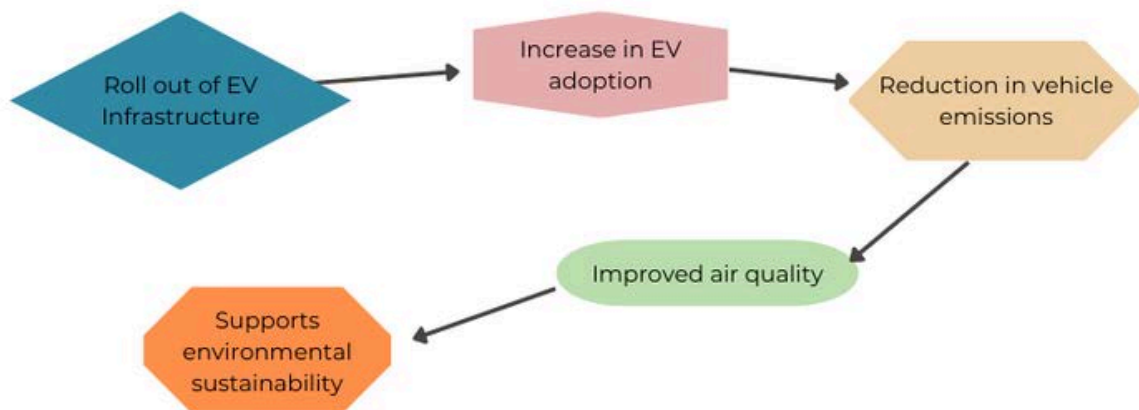 Roll out of EV
Infrastructure
Increase in EV
adoption
Reduction in vehicle
emissions
Improved air quality
Supports
environmental
sustainability